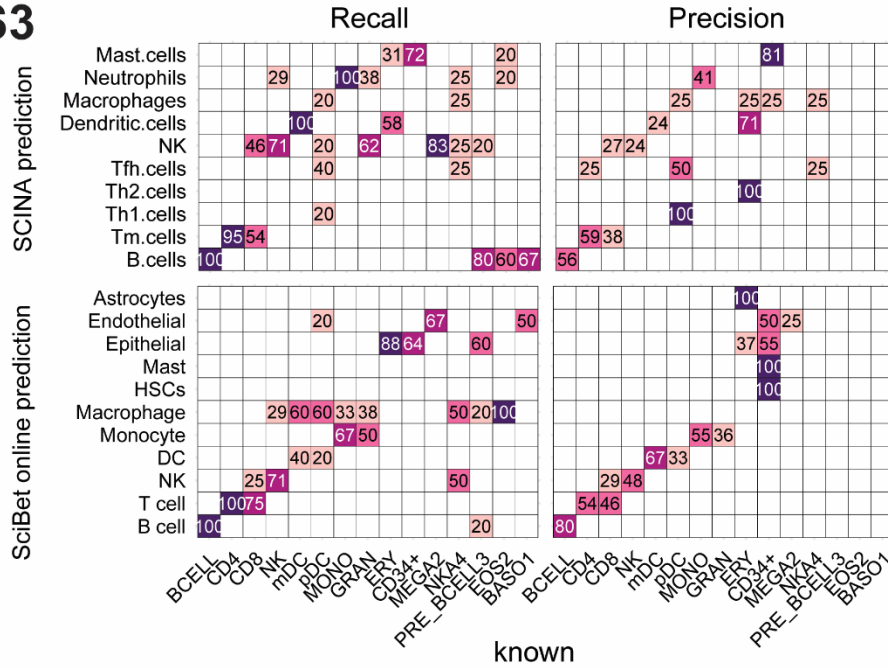 S3
Recall Precision
SCINA prediction
Mast.cells 31 72 20 81
Neutrophils 29 100 38 25 20 41
Macrophages 20 25 25 25 25 25
Dendritic.cells 100 58 24 71
NK 46 71 20 62 83 25 20 27 24
Tfh.cells 40 25 25 50 25
Th2.cells 100
Th1.cells 20 100
Tm.cells 95 54 59 38
B.cells 100 80 60 67 56
SciBet online prediction
Astrocytes 100
Endothelial 20 67 50 50 25
Epithelial 88 64 60 37 55
Mast 100
HSCs 100
Macrophage 29 60 60 33 38 50 20 100
Monocyte 67 50 55 36
DC 40 20 67 33
NK 25 71 50 29 48
T cell 100 75 54 46
B cell 100 20 80
BCELL CD4 CD8 NK mDC pDC MONO GRAN ERY CD34+ MEGA2 NKA4 PRE_BCELL3 EOS2 BASO1 BCELL CD4 CD8 NK mDC pDC MONO GRAN ERY CD34+ MEGA2 NKA4 PRE_BCELL3 EOS2 BASO1
known